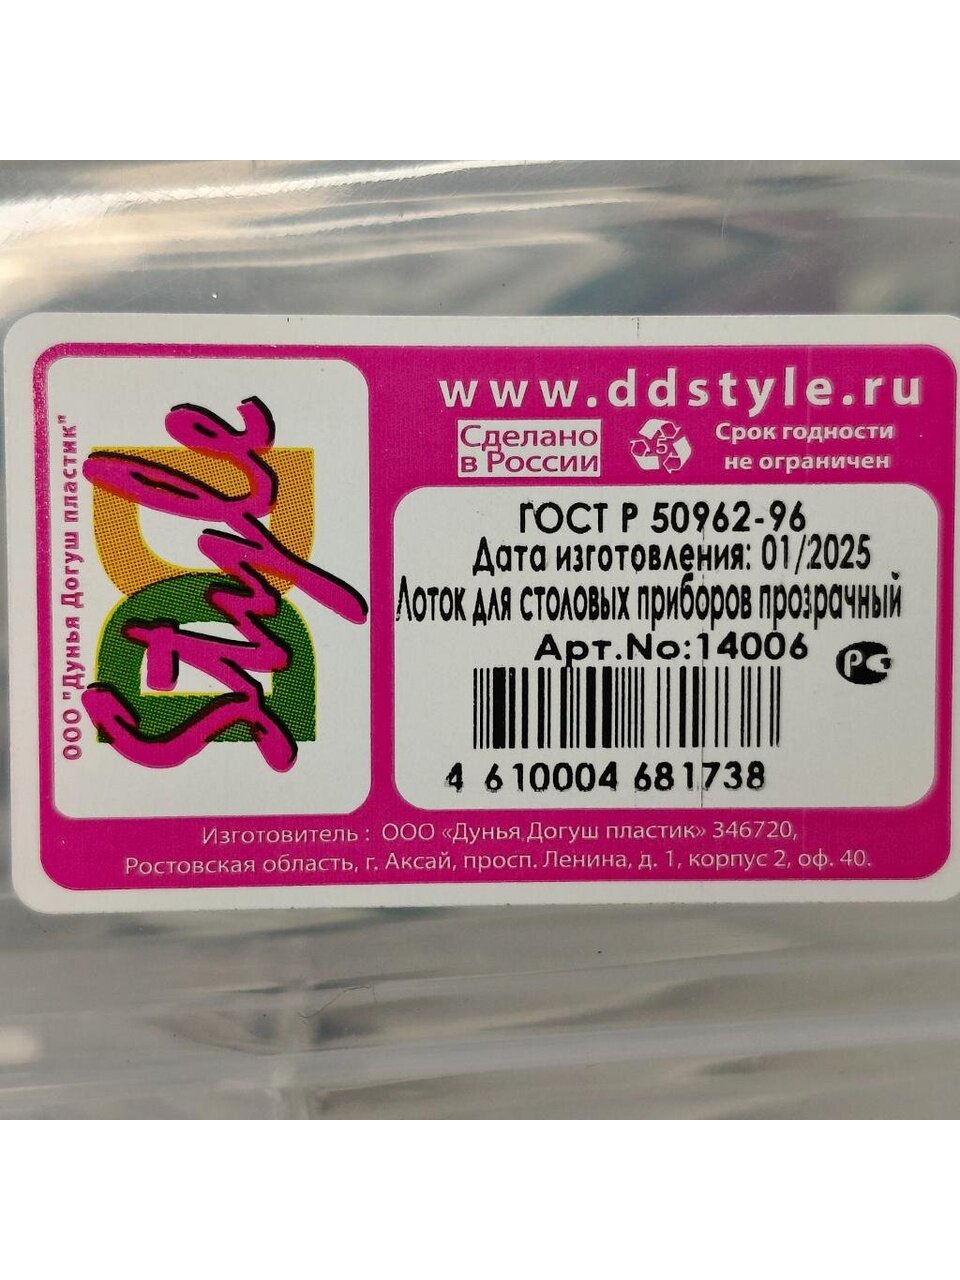 www.ddstyle.ru
Сделано
в России
5
Срок годности
не ограничен
ООО "Дунья Догуш пластик"
Style
ГОСТ Р 50962-96
Дата изготовления: 01/2025
Лоток для столовых приборов прозрачный
Арт.No:14006
РС
4 610004 681738
Изготовитель : ООО «Дунья Догуш пластик» 346720,
Ростовская область, г. Аксай, просп. Ленина, д. 1, корпус 2, оф. 40.